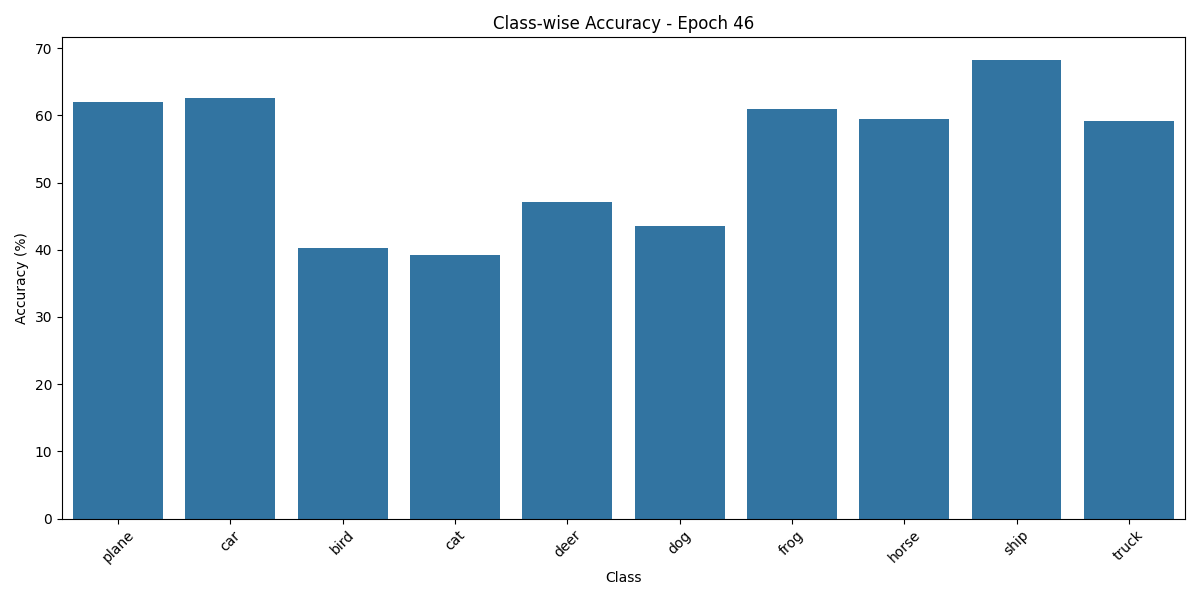 Class-wise Accuracy - Epoch 46
Accuracy (%)
70
60
50
40
30
20
10
0
plane
car
bird
cat
deer
dog
frog
horse
ship
truck
Class